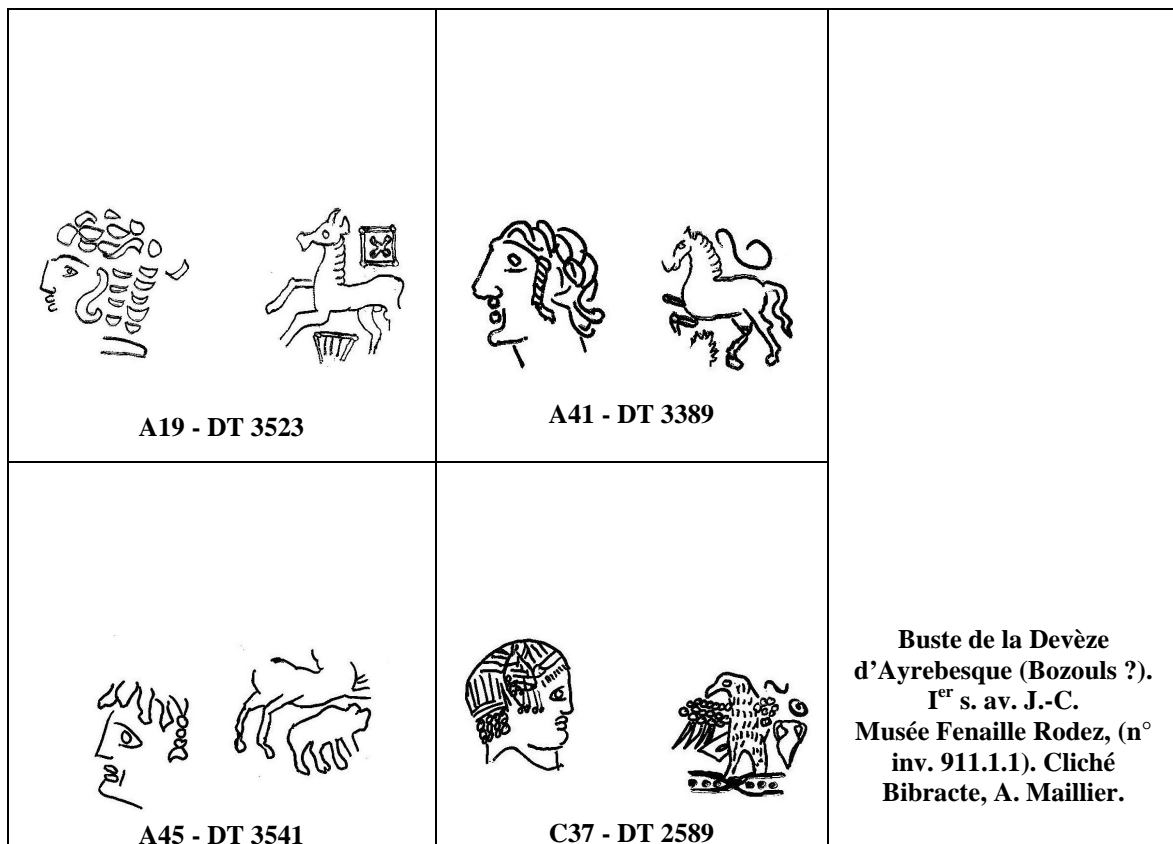 A19 - DT 3523
A41 - DT 3389
A45 - DT 3541
C37 - DT 2589
Buste de la Devèze
d’Ayrebesque (Bozouls ?).
Ier s. av. J.-C.
Musée Fenaille Rodez, (n°
inv. 911.1.1). Cliché
Bibracte, A. Maillier.